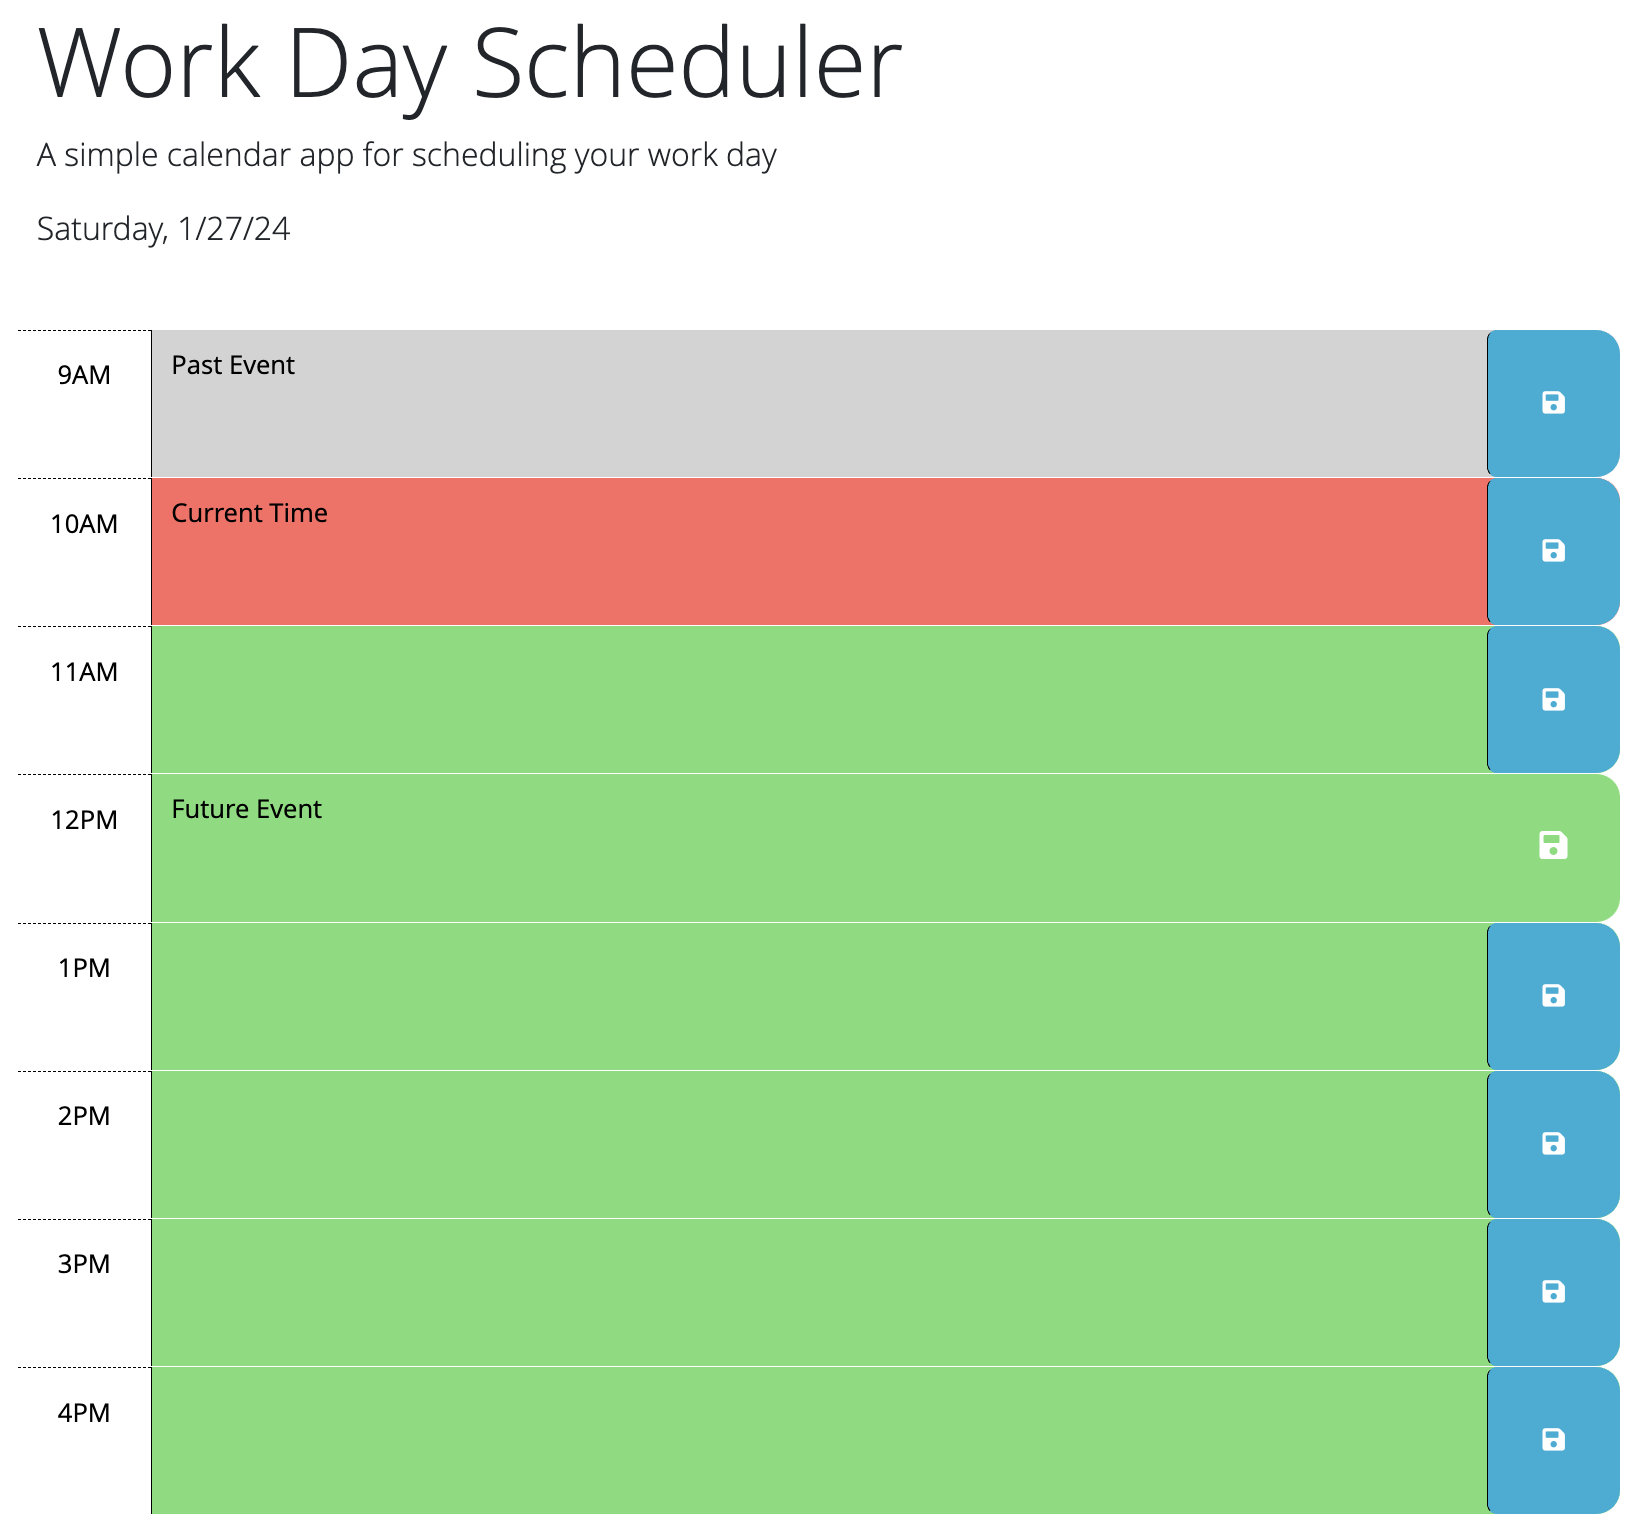 Work Day Scheduler
A simple calendar app for scheduling your work day
Saturday, 1/27/24
9AM
Past Event
10AM
Current Time
11AM
12PM
Future Event
1PM
2PM
3PM
4PM